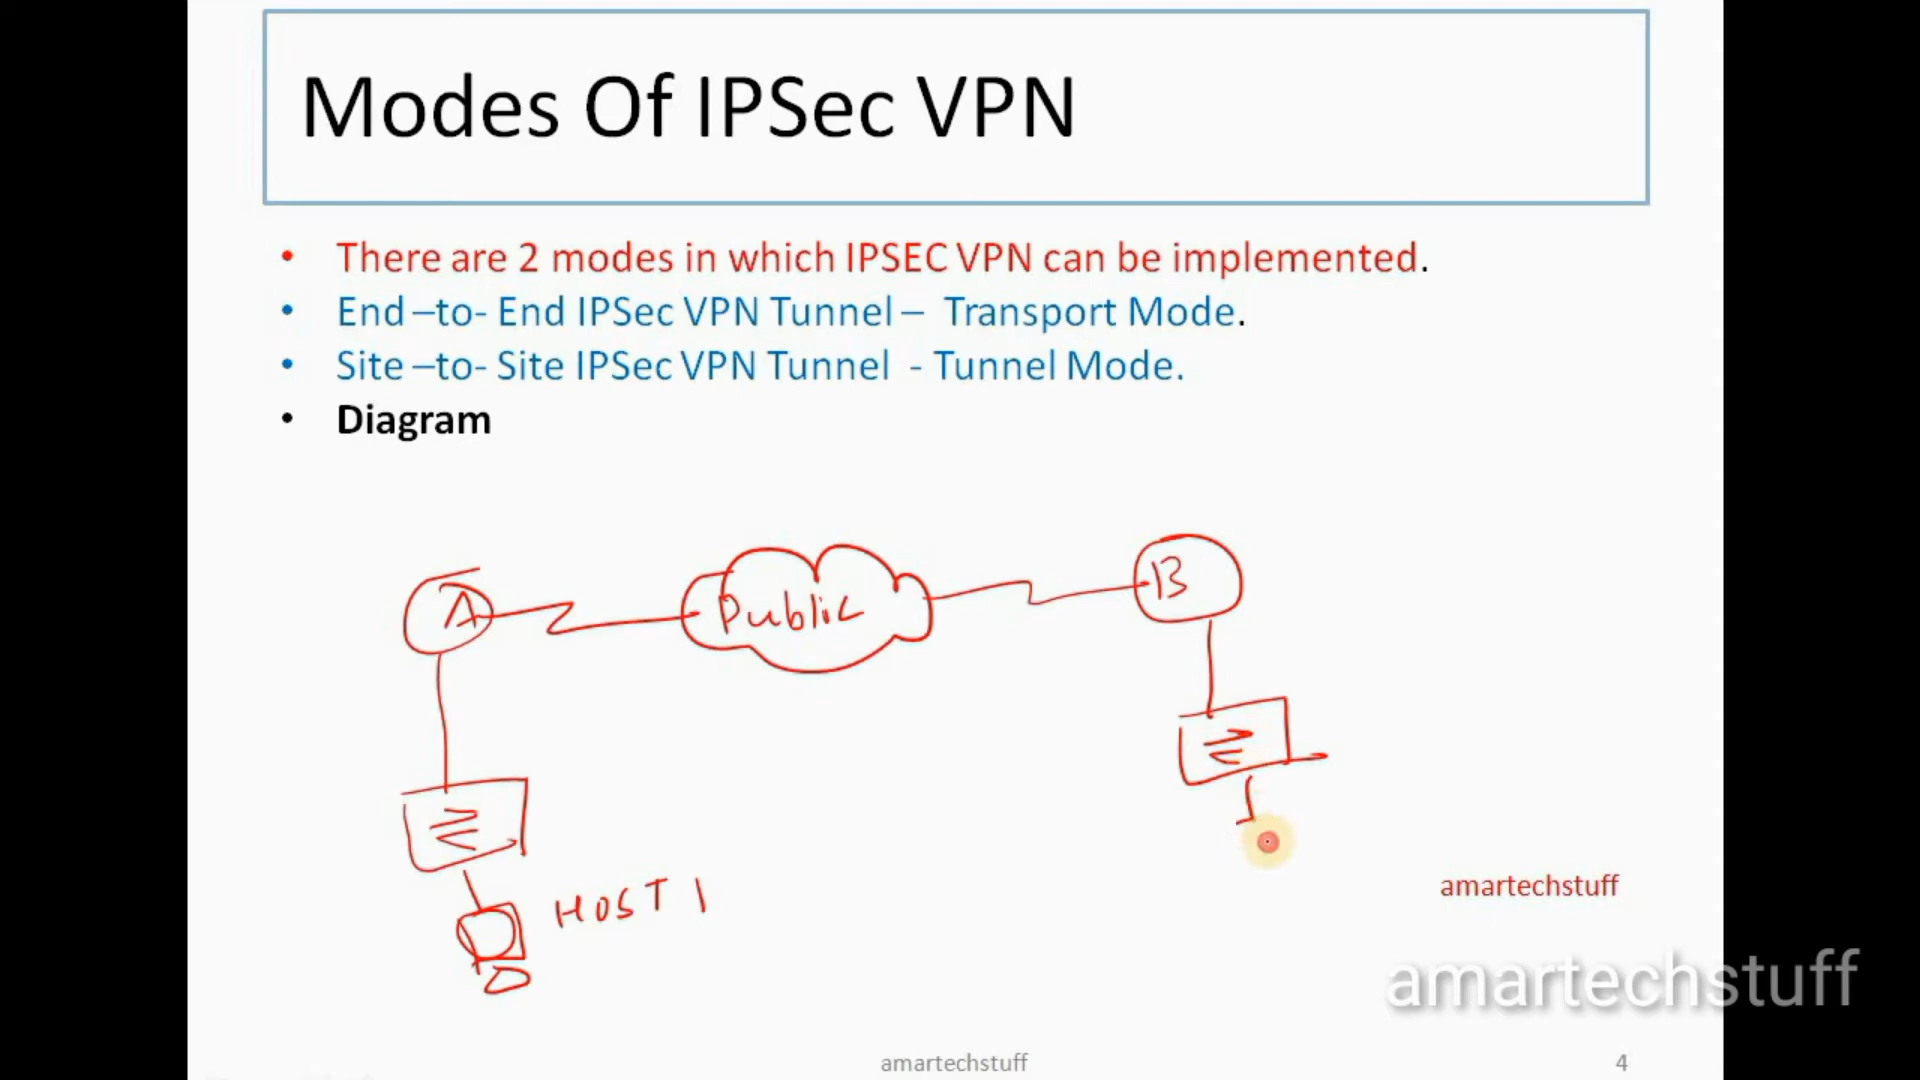 Modes Of IPSec VPN
• There are 2 modes in which IPSEC VPN can be implemented.
• End –to- End IPSec VPN Tunnel – Transport Mode.
• Site –to- Site IPSec VPN Tunnel - Tunnel Mode.
• Diagram
A
Public
B
HOST 1
amartechstuff
amartechstuff
amartechstuff
4